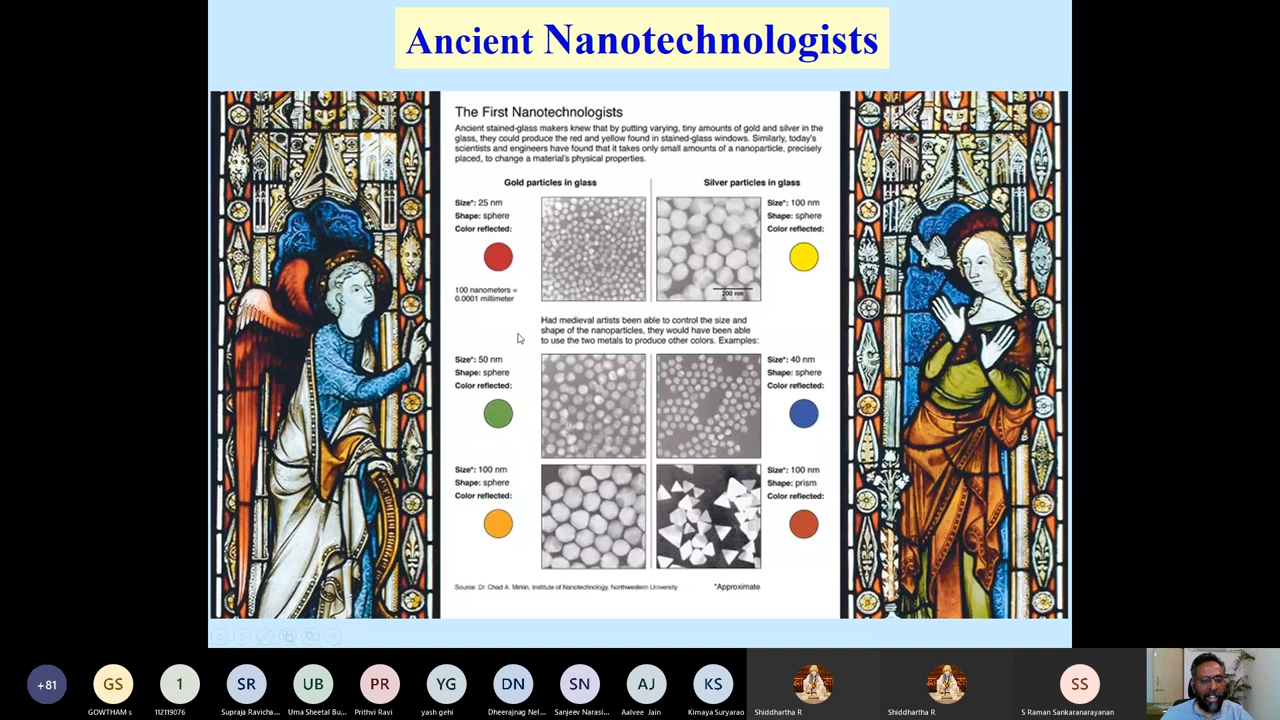 Ancient Nanotechnologists
The First Nanotechnologists
Ancient stained-glass makers knew that by putting varying, tiny amounts of gold and silver in the
glass, they could produce the red and yellow found in stained-glass windows. Similarly, today's
scientists and engineers have found that it takes only small amounts of a nanoparticle, precisely
placed, to change a material's physical properties.
Gold particles in glass
Silver particles in glass
Size*: 25 nm
Shape: sphere
Color reflected:
100 nanometers =
0.0001 millimeter
200 nm
Size*: 100 nm
Shape: sphere
Color reflected:
Had medieval artists been able to control the size and
shape of the nanoparticles, they would have been able
to use the two metals to produce other colors. Examples:
Size*: 50 nm
Shape: sphere
Color reflected:
Size*: 40 nm
Shape: sphere
Color reflected:
Size*: 100 nm
Shape: sphere
Color reflected:
Size*: 100 nm
Shape: prism
Color reflected:
Source: Dr. Chad A. Mirkin, Institute of Nanotechnology, Northwestern University
*Approximate
+81
GS
1
SR
UB
PR
YG
DN
SN
AJ
KS
SS
GOWTHAM s
112119076
Supraja Ravicha...
Uma Sheetal Bu...
Prithvi Ravi
yash gehi
Dheerajnag Nel...
Sanjeev Narasi...
Aalvee Jain
Kimaya Suryarao
Shiddhartha R
Shiddhartha R
S Raman Sankaranarayanan